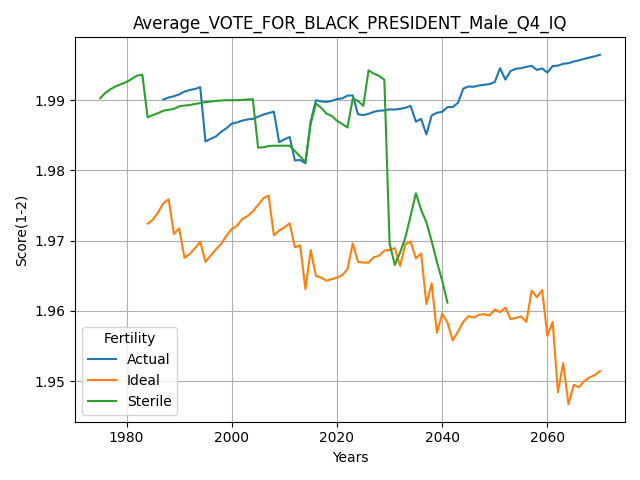 Average_VOTE_FOR_BLACK_PRESIDENT_Male_Q4_IQ
Score(1-2)
1.99
1.98
1.97
1.96
1.95
Fertility
Actual
Ideal
Sterile
1980 2000 2020 2040 2060
Years